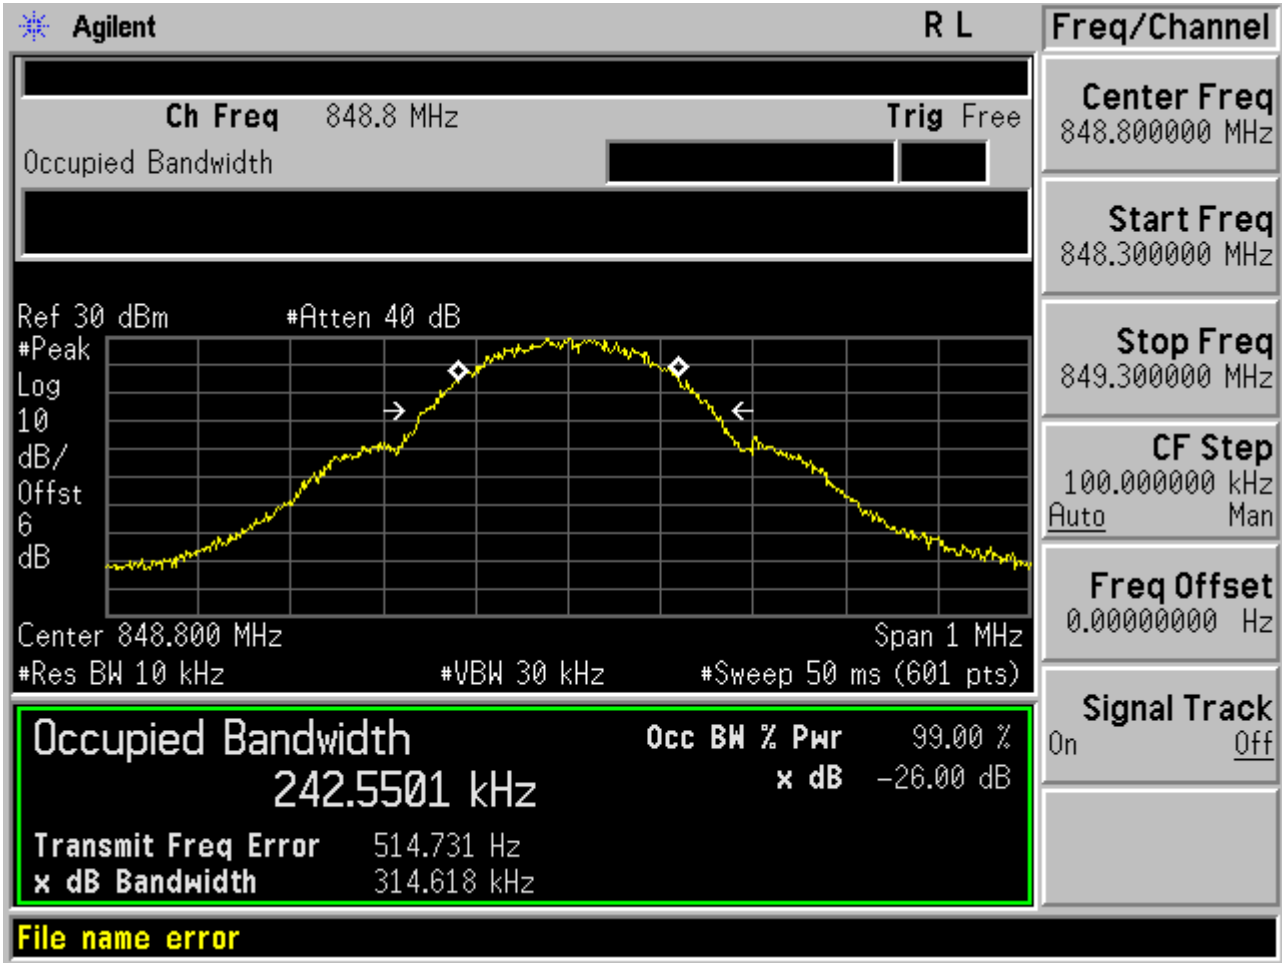 Agilent R L Freq/Channel
Ch Freq 848.8 MHz Trig Free
Occupied Bandwidth
Center Freq
848.800000 MHz
Start Freq
848.300000 MHz
Stop Freq
849.300000 MHz
CF Step
100.000000 kHz
Auto Man
Freq Offset
0.00000000 Hz
Signal Track
On Off
Ref 30 dBm #Atten 40 dB
#Peak
Log
10
dB/
Offst
6
dB
Center 848.800 MHz Span 1 MHz
#Res BW 10 kHz #VBW 30 kHz #Sweep 50 ms (601 pts)
Occupied Bandwidth Occ BW % Pwr 99.00 %
242.5501 kHz x dB -26.00 dB
Transmit Freq Error 514.731 Hz
x dB Bandwidth 314.618 kHz
File name error